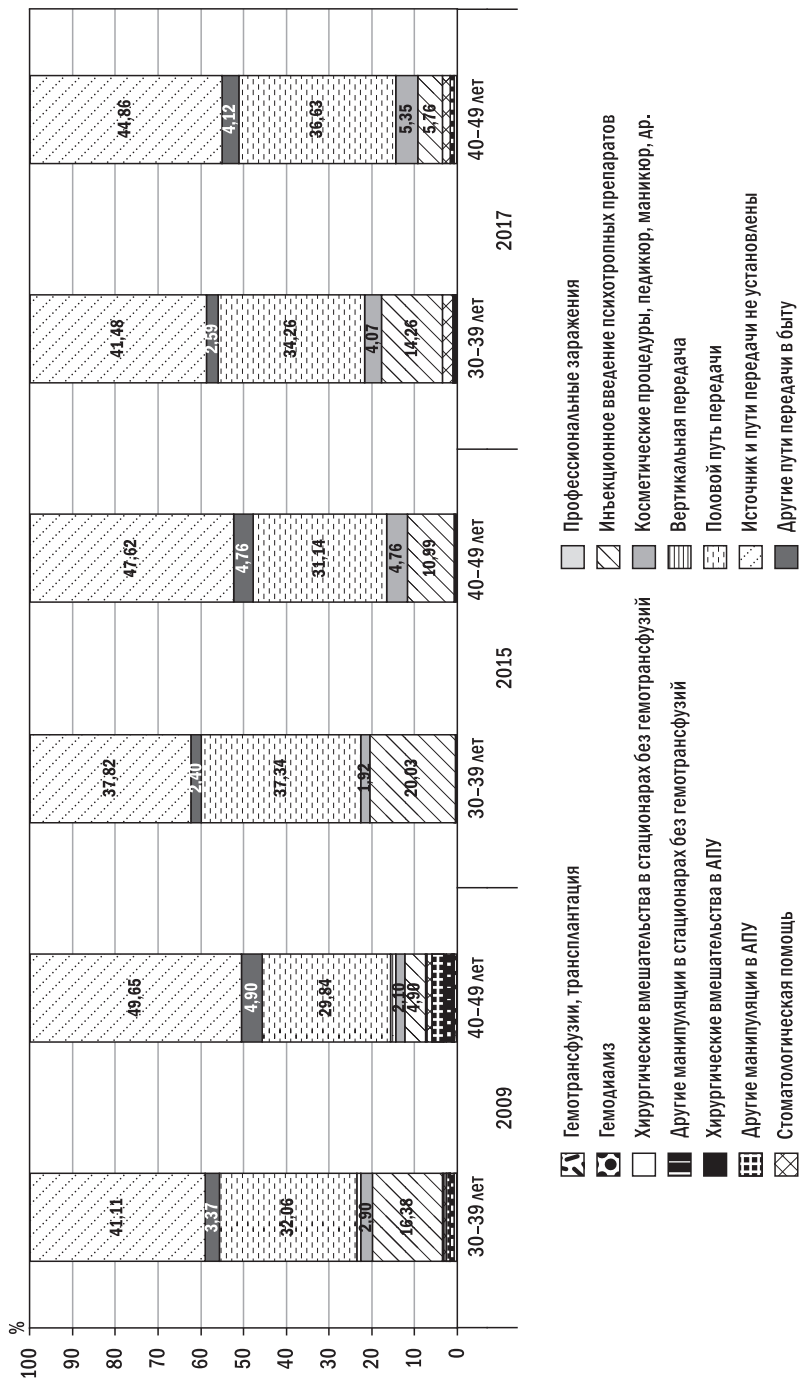 %
100
90
80
70
60
50
40
30
20
10
0
41,11
3,37
32,06
2,90
16,38
49,65
4,90
29,84
2,10
4,90
37,82
2,40
37,34
1,92
20,03
47,62
4,76
31,14
4,76
10,99
41,48
2,59
34,26
4,07
14,26
44,86
4,12
36,63
5,35
5,76
30–39 лет
40–49 лет
30–39 лет
40–49 лет
30–39 лет
40–49 лет
2009
2015
2017
Гемотрансфузии, трансплантация
Гемодиализ
Хирургические вмешательства в стационарах без гемотрансфузий
Другие манипуляции в стационарах без гемотрансфузий
Хирургические вмешательства в АПУ
Другие манипуляции в АПУ
Стоматологическая помощь
Профессиональные заражения
Инъекционное введение психотропных препаратов
Косметические процедуры, педикюр, маникюр, др.
Вертикальная передача
Половой путь передачи
Источник и пути передачи не установлены
Другие пути передачи в быту